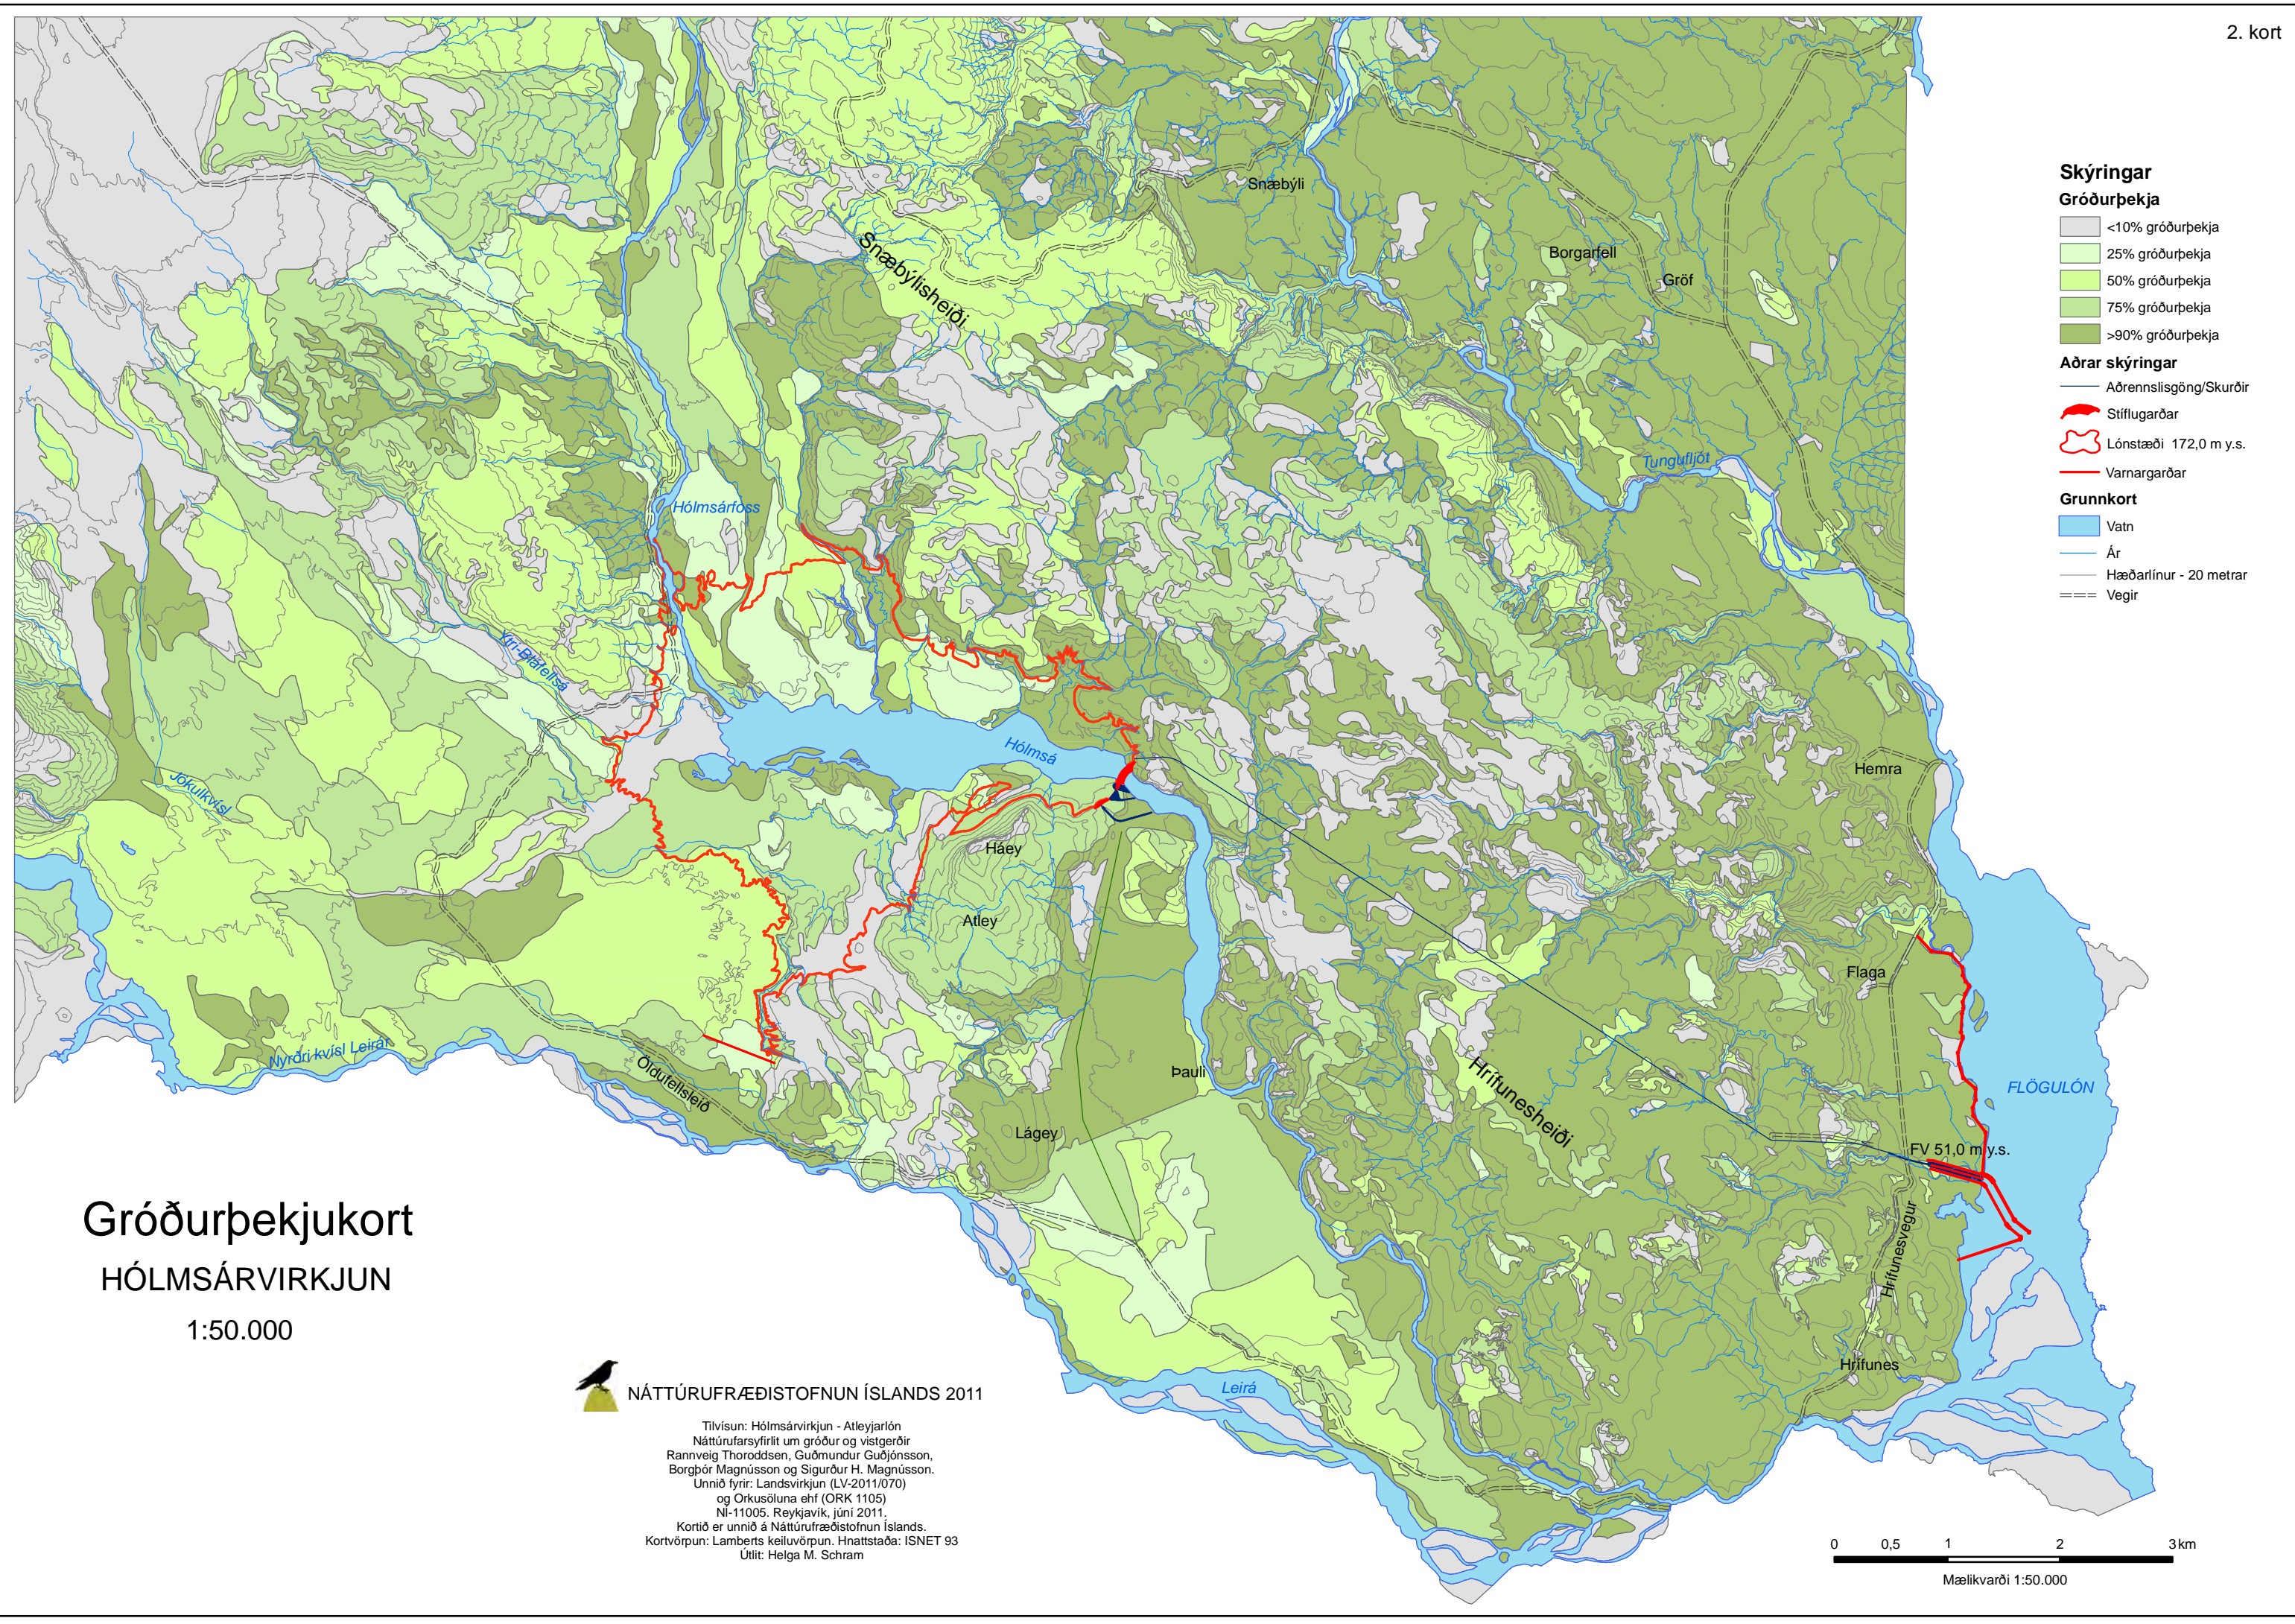 2. kort
Skýringar
Gróðurþekja
<10% gróðurþekja
25% gróðurþekja
50% gróðurþekja
75% gróðurþekja
>90% gróðurþekja
Aðrar skýringar
Aðrennslisgöng/Skurðir
Stíflugarðar
Lónstæði 172,0 m y.s.
Varnargarðar
Grunnkort
Vatn
Ár
Hæðarlínur - 20 metrar
Vegir
Snæbýli
Snæbýlisheiði
Borgarfell
Gröf
Tungufljót
Hólmsárfoss
Ytri-Bláfellsá
Hólmsá
Jökulkvísl
Hemra
Háey
Atley
Flaga
Nyrðri kvísl Leirár
Öldufellsleið
Þauli
Hrífunesheiði
FLÖGULÓN
Lágey
FV 51,0 m y.s.
Hrífunesvegur
Hrífunes
Leirá
Gróðurþekjukort
HÓLMSÁRVIRKJUN
1:50.000
NÁTTÚRUFRÆÐISTOFNUN ÍSLANDS 2011
Tilvísun: Hólmsárvirkjun - Atleyjarlón
Náttúrufarsyfirlit um gróður og vistgerðir
Rannveig Thoroddsen, Guðmundur Guðjónsson,
Borgþór Magnússon og Sigurður H. Magnússon.
Unnið fyrir: Landsvirkjun (LV-2011/070)
og Orkusöluna ehf (ORK 1105)
NÍ-11005. Reykjavík, júní 2011.
Kortið er unnið á Náttúrufræðistofnun Íslands.
Kortvörpun: Lamberts keiluvörpun. Hnattstaða: ISNET 93
Útlit: Helga M. Schram
0 0,5 1 2 3 km
Mælikvarði 1:50.000